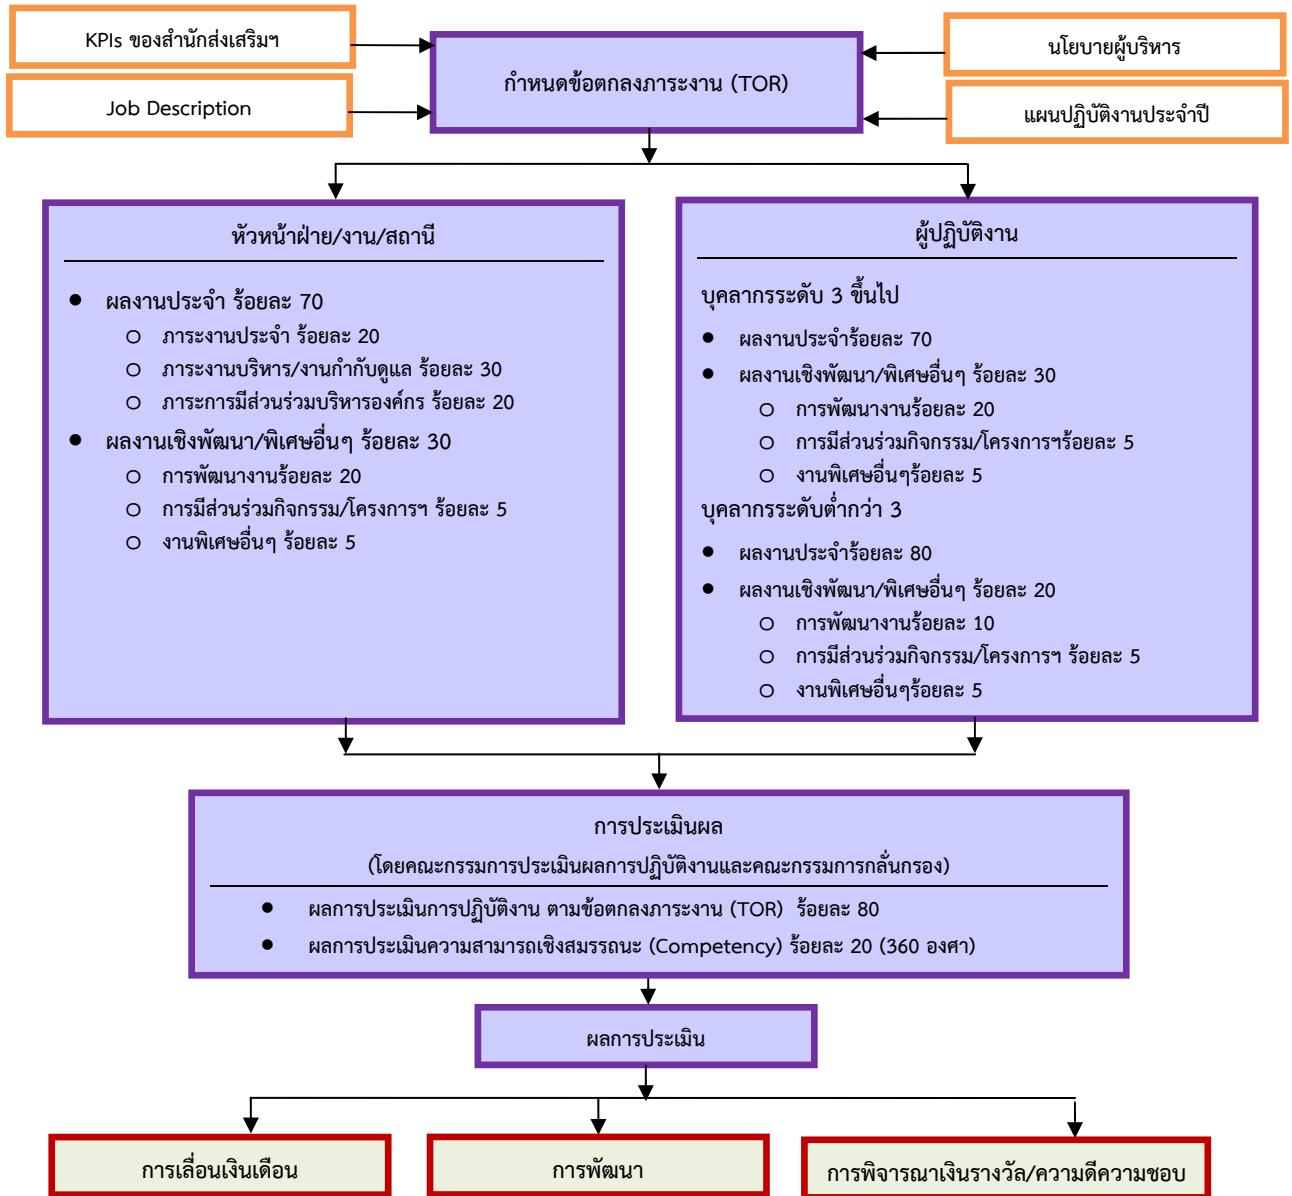 KPIs ของสำนักส่งเสริมฯ
นโยบายผู้บริหาร
กำหนดข้อตกลงภาระงาน (TOR)
Job Description
แผนปฏิบัติงานประจำปี
หัวหน้าฝ่าย/งาน/สถานี
● ผลงานประจำ ร้อยละ 70
o ภาระงานประจำ ร้อยละ 20
o ภาระงานบริหาร/งานกำกับดูแล ร้อยละ 30
o ภาระการมีส่วนร่วมบริหารองค์กร ร้อยละ 20
● ผลงานเชิงพัฒนา/พิเศษอื่นๆ ร้อยละ 30
o การพัฒนางานร้อยละ 20
o การมีส่วนร่วมกิจกรรม/โครงการฯ ร้อยละ 5
o งานพิเศษอื่นๆ ร้อยละ 5
ผู้ปฏิบัติงาน
บุคลากรระดับ 3 ขึ้นไป
● ผลงานประจำร้อยละ 70
● ผลงานเชิงพัฒนา/พิเศษอื่นๆ ร้อยละ 30
o การพัฒนางานร้อยละ 20
o การมีส่วนร่วมกิจกรรม/โครงการฯร้อยละ 5
o งานพิเศษอื่นๆร้อยละ 5
บุคลากรระดับต่ำกว่า 3
● ผลงานประจำร้อยละ 80
● ผลงานเชิงพัฒนา/พิเศษอื่นๆ ร้อยละ 20
o การพัฒนางานร้อยละ 10
o การมีส่วนร่วมกิจกรรม/โครงการฯ ร้อยละ 5
o งานพิเศษอื่นๆร้อยละ 5
การประเมินผล
(โดยคณะกรรมการประเมินผลการปฏิบัติงานและคณะกรรมการกลั่นกรอง)
● ผลการประเมินการปฏิบัติงาน ตามข้อตกลงภาระงาน (TOR) ร้อยละ 80
● ผลการประเมินความสามารถเชิงสมรรถนะ (Competency) ร้อยละ 20 (360 องศา)
ผลการประเมิน
การเลื่อนเงินเดือน
การพัฒนา
การพิจารณาเงินรางวัล/ความดีความชอบ